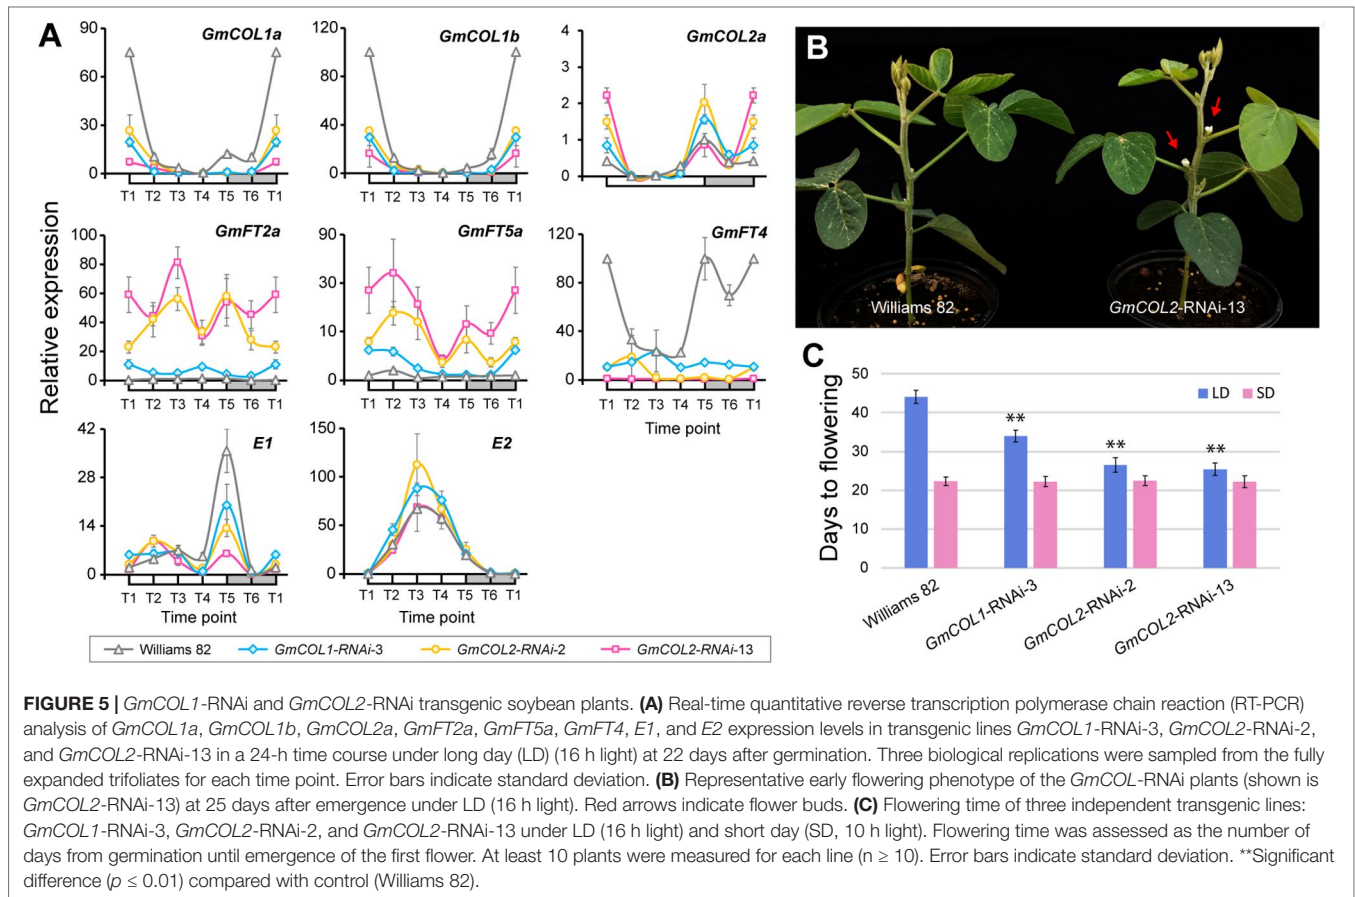 A
GmCOL1a
90
60
30
0
T1 T2 T3 T4 T5 T6 T1
GmCOL1b
120
80
40
0
T1 T2 T3 T4 T5 T6 T1
GmCOL2a
4
3
2
1
0
T1 T2 T3 T4 T5 T6 T1
Relative expression
GmFT2a
100
80
60
40
20
0
T1 T2 T3 T4 T5 T6 T1
GmFT5a
90
30
10
0
T1 T2 T3 T4 T5 T6 T1
GmFT4
120
80
40
0
T1 T2 T3 T4 T5 T6 T1
Time point
E1
42
28
14
0
T1 T2 T3 T4 T5 T6 T1
Time point
E2
150
100
50
0
T1 T2 T3 T4 T5 T6 T1
Time point
Williams 82 GmCOL1-RNAi-3 GmCOL2-RNAi-2 GmCOL2-RNAi-13
B
Williams 82 GmCOL2-RNAi-13
C
Days to flowering
50
40
30
20
10
0
LD SD
** ** **
Williams 82
GmCOL1-RNAi-3
GmCOL2-RNAi-2
GmCOL2-RNAi-13
FIGURE 5 | GmCOL1-RNAi and GmCOL2-RNAi transgenic soybean plants. (A) Real-time quantitative reverse transcription polymerase chain reaction (RT-PCR)
analysis of GmCOL1a, GmCOL1b, GmCOL2a, GmFT2a, GmFT5a, GmFT4, E1, and E2 expression levels in transgenic lines GmCOL1-RNAi-3, GmCOL2-RNAi-2,
and GmCOL2-RNAi-13 in a 24-h time course under long day (LD) (16 h light) at 22 days after germination. Three biological replications were sampled from the fully
expanded trifoliates for each time point. Error bars indicate standard deviation. (B) Representative early flowering phenotype of the GmCOL-RNAi plants (shown is
GmCOL2-RNAi-13) at 25 days after emergence under LD (16 h light). Red arrows indicate flower buds. (C) Flowering time of three independent transgenic lines:
GmCOL1-RNAi-3, GmCOL2-RNAi-2, and GmCOL2-RNAi-13 under LD (16 h light) and short day (SD, 10 h light). Flowering time was assessed as the number of
days from germination until emergence of the first flower. At least 10 plants were measured for each line (n ≥ 10). Error bars indicate standard deviation. **Significant
difference (p ≤ 0.01) compared with control (Williams 82).